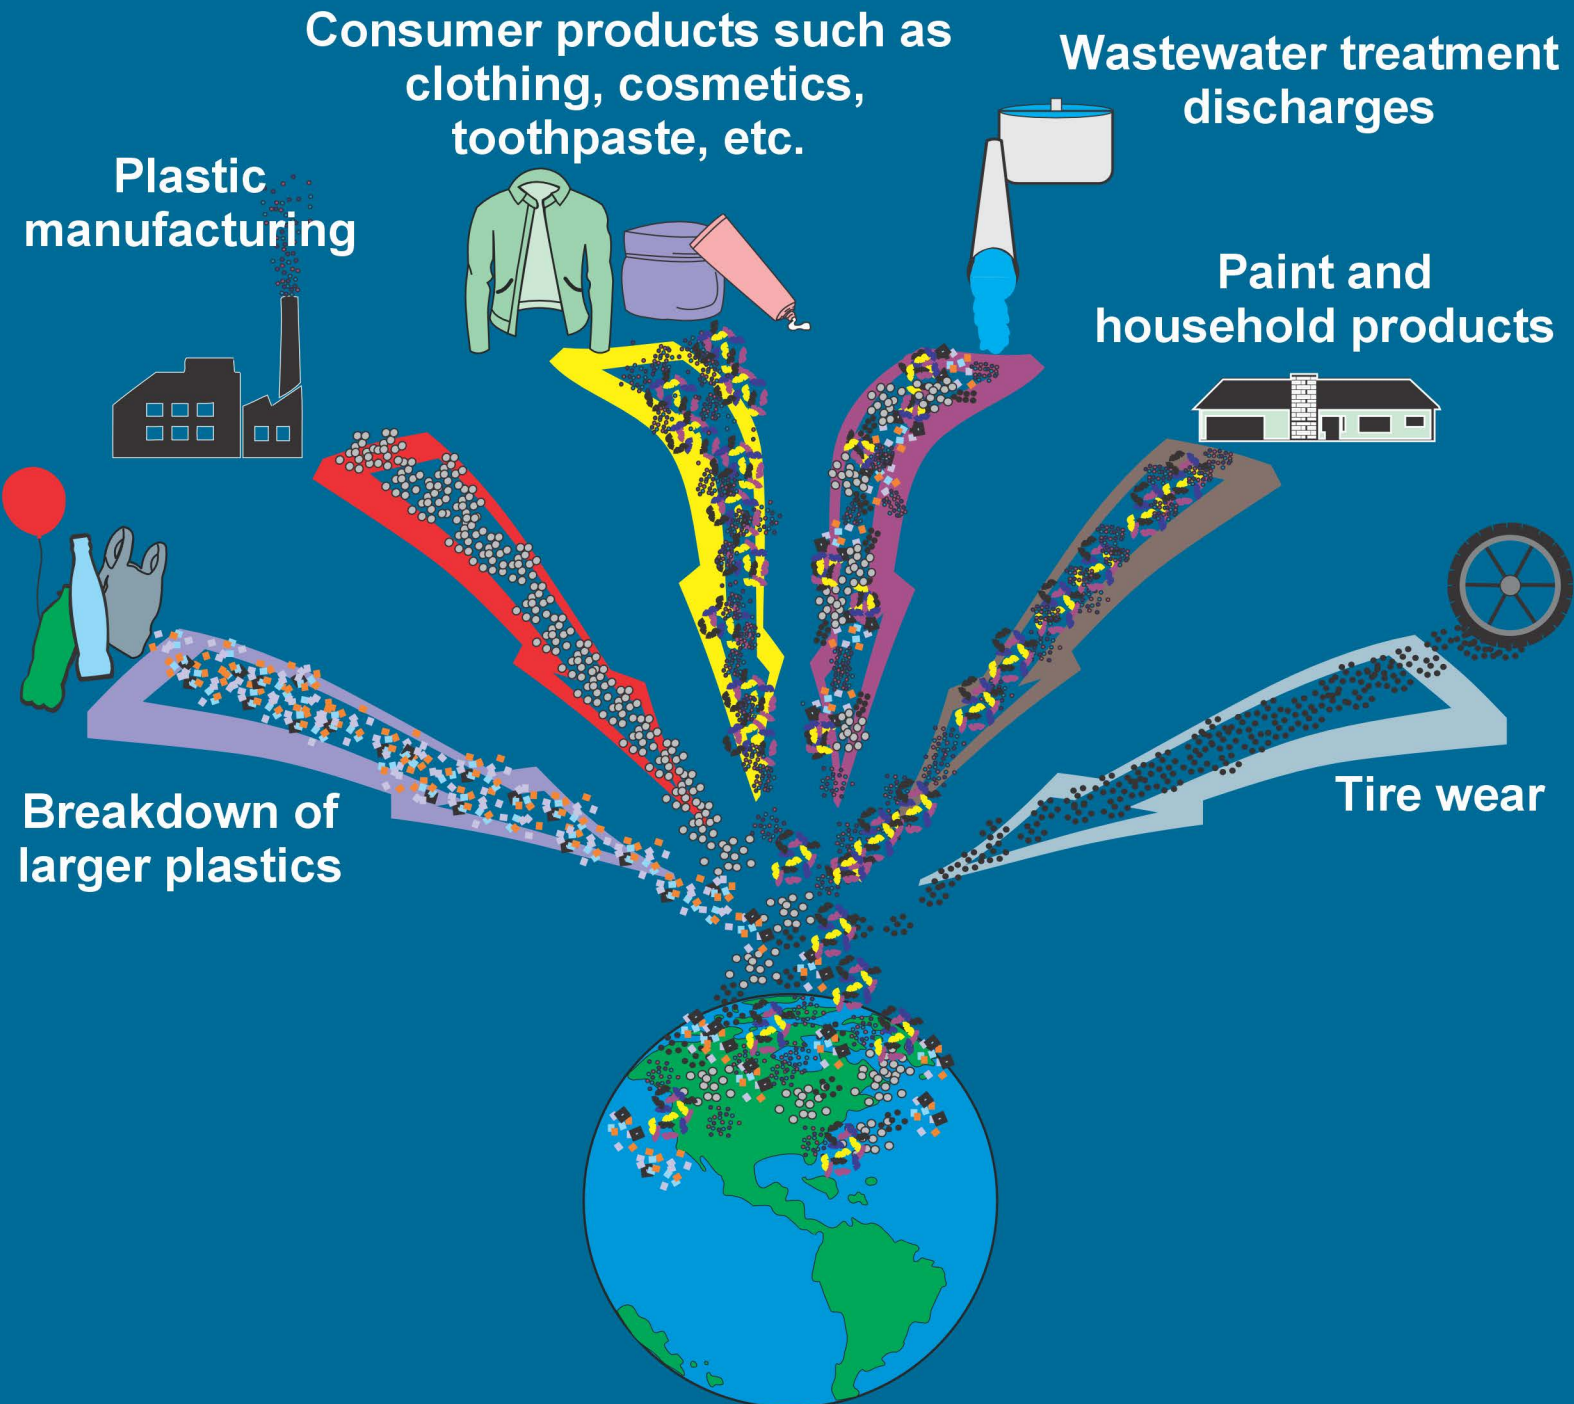 Consumer products such as
clothing, cosmetics,
toothpaste, etc.
Wastewater treatment
discharges
Plastic
manufacturing
Paint and
household products
Breakdown of
larger plastics
Tire wear